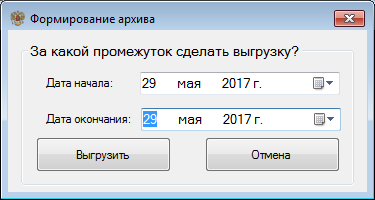 Формирование архива
За какой промежуток сделать выгрузку?
Дата начала: 29 мая 2017 г.
Дата окончания: 29 мая 2017 г.
Выгрузить Отмена